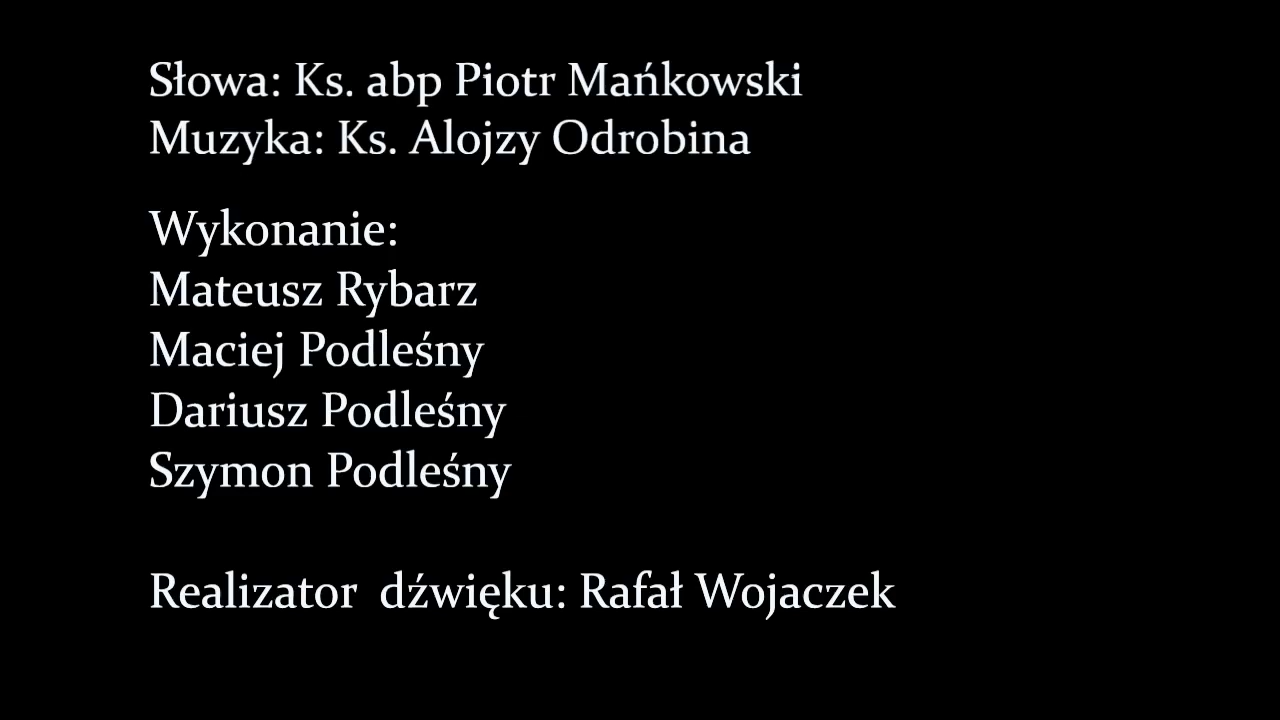 Słowa: Ks. abp Piotr Mańkowski
Muzyka: Ks. Alojzy Odrobina
Wykonanie:
Mateusz Rybarz
Maciej Podleśny
Dariusz Podleśny
Szymon Podleśny
Realizator dźwięku: Rafał Wojaczek